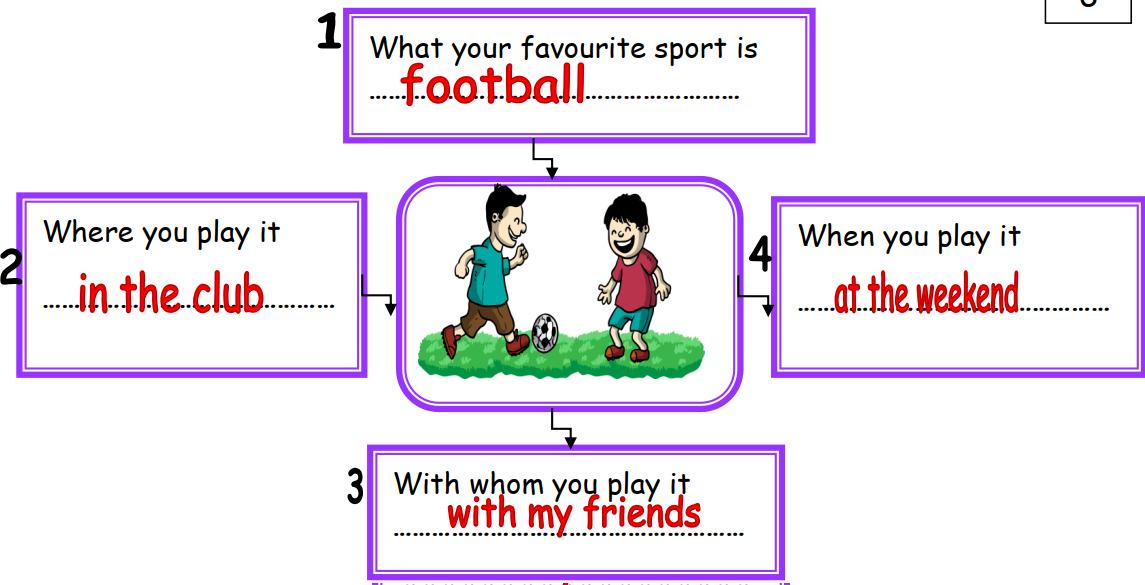 1
What your favourite sport is
football
2
Where you play it
in the club
4
When you play it
at the weekend
3
With whom you play it
with my friends